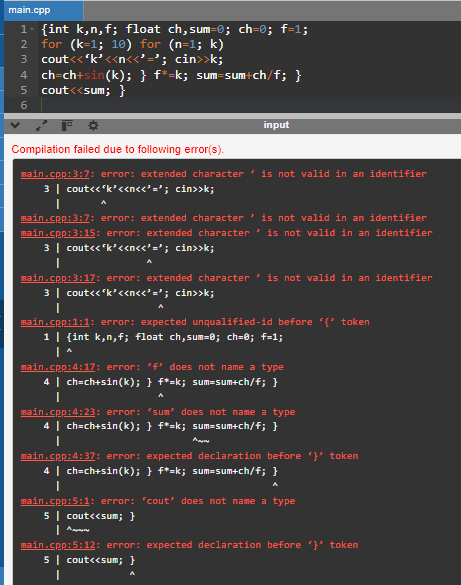 main.cpp
1 {int k,n,f; float ch,sum=0; ch=0; f=1;
2 for (k=1; 10) for (n=1; k)
3 cout<<‘k’<<n<<’=’; cin>>k;
4 ch=ch+sin(k); } f*=k; sum=sum+ch/f; }
5 cout<<sum; }
6
input
Compilation failed due to following error(s).
main.cpp:3:7: error: extended character ‘ is not valid in an identifier
3 | cout<<‘k’<<n<<’=’; cin>>k;
| ^
main.cpp:3:7: error: extended character ’ is not valid in an identifier
main.cpp:3:15: error: extended character ’ is not valid in an identifier
3 | cout<<‘k’<<n<<’=’; cin>>k;
| ^
main.cpp:3:17: error: extended character ’ is not valid in an identifier
3 | cout<<‘k’<<n<<’=’; cin>>k;
| ^
main.cpp:1:1: error: expected unqualified-id before ‘{’ token
1 | {int k,n,f; float ch,sum=0; ch=0; f=1;
| ^
main.cpp:4:17: error: ‘f’ does not name a type
4 | ch=ch+sin(k); } f*=k; sum=sum+ch/f; }
| ^
main.cpp:4:23: error: ‘sum’ does not name a type
4 | ch=ch+sin(k); } f*=k; sum=sum+ch/f; }
| ^~~
main.cpp:4:37: error: expected declaration before ‘}’ token
4 | ch=ch+sin(k); } f*=k; sum=sum+ch/f; }
| ^
main.cpp:5:1: error: ‘cout’ does not name a type
5 | cout<<sum; }
| ^~~~
main.cpp:5:12: error: expected declaration before ‘}’ token
5 | cout<<sum; }
| ^